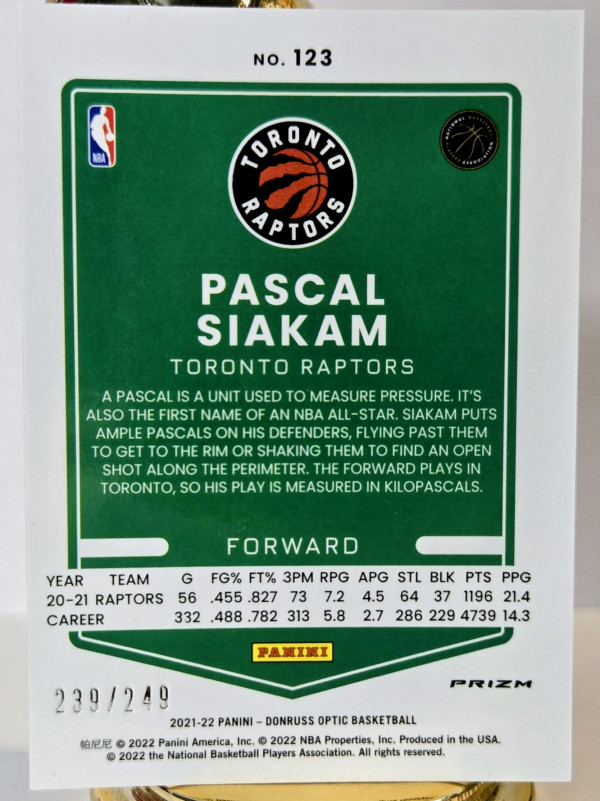 NO. 123
NBA
NATIONAL BASKETBALL ASSOCIATION
TORONTO
RAPTORS
PASCAL
SIAKAM
TORONTO RAPTORS
A PASCAL IS A UNIT USED TO MEASURE PRESSURE. IT'S
ALSO THE FIRST NAME OF AN NBA ALL-STAR. SIAKAM PUTS
AMPLE PASCALS ON HIS DEFENDERS, FLYING PAST THEM
TO GET TO THE RIM OR SHAKING THEM TO FIND AN OPEN
SHOT ALONG THE PERIMETER. THE FORWARD PLAYS IN
TORONTO, SO HIS PLAY IS MEASURED IN KILOPASCALS.
FORWARD
YEAR TEAM G FG% FT% 3PM RPG APG STL BLK PTS PPG
20-21 RAPTORS 56 .455 .827 73 7.2 4.5 64 37 1196 21.4
CAREER 332 .488 .782 313 5.8 2.7 286 229 4739 14.3
PANINI
239/249
PRIZM
2021-22 PANINI – DONRUSS OPTIC BASKETBALL
帕尼尼 © 2022 Panini America, Inc. © 2022 NBA Properties, Inc. Produced in the USA.
© 2022 the National Basketball Players Association. All rights reserved.